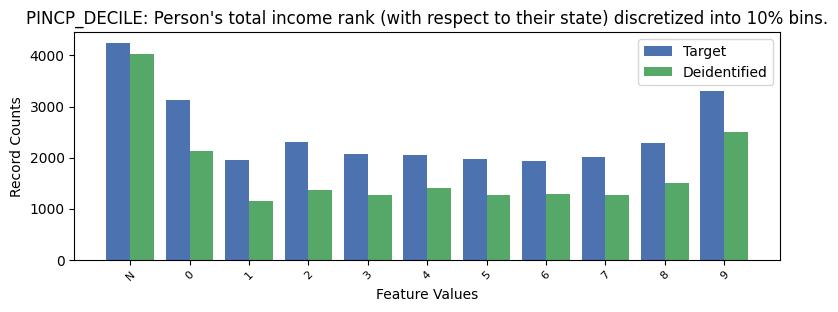 PINCP_DECILE: Person's total income rank (with respect to their state) discretized into 10% bins.
Target
Deidentified
Record Counts
4000
3000
2000
1000
0
N 0 1 2 3 4 5 6 7 8 9
Feature Values